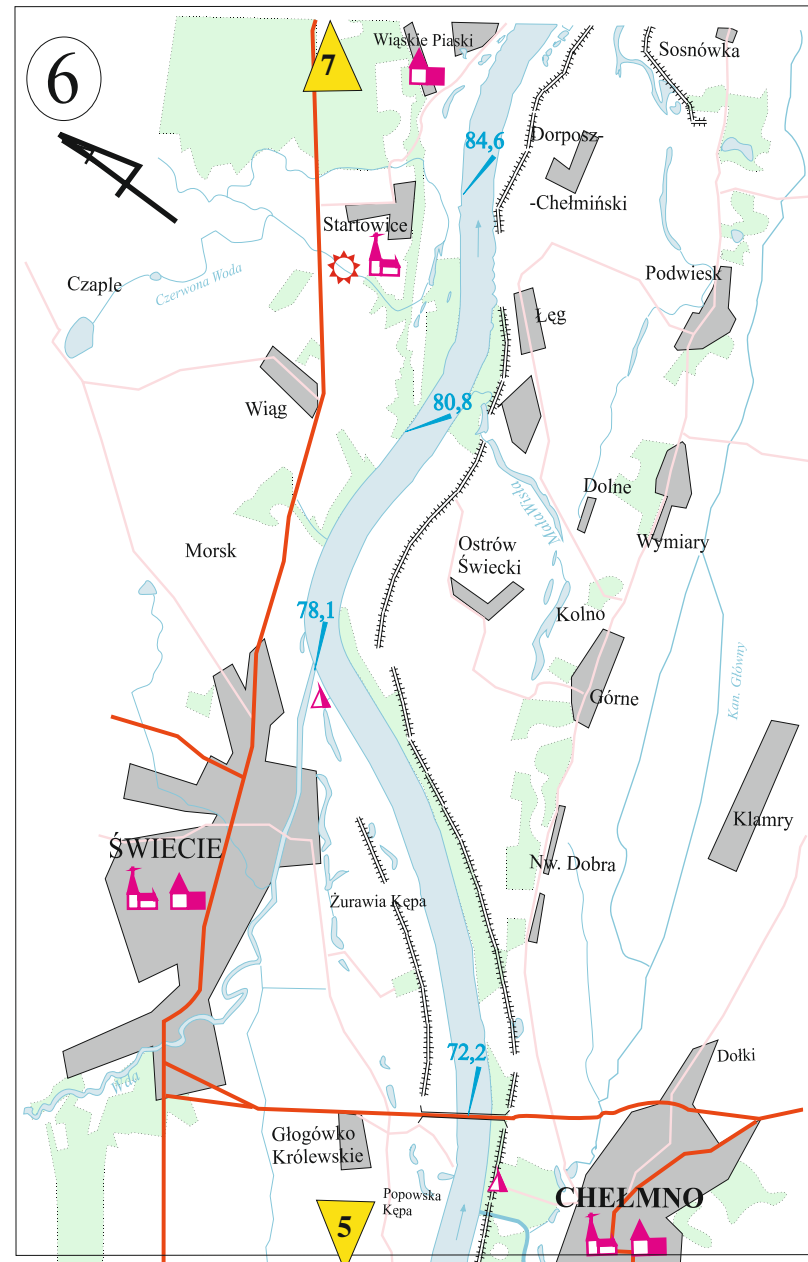 6
7
Wiąskie Piaski
Sosnówka
84,6
Dorposz-
-Chełmiński
Startowice
Czaple
Czerwona Woda
Podwiesk
Łęg
80,8
Wiąg
Mała Wisła
Dolne
Ostrów
Świecki
Wymiary
Morsk
78,1
Kolno
Górne
Kan. Główny
Klamry
ŚWIECIE
Nw. Dobra
Żurawia Kępa
72,2
Dołki
Wda
Głogówko
Królewskie
Popowska
Kępa
CHEŁMNO
5